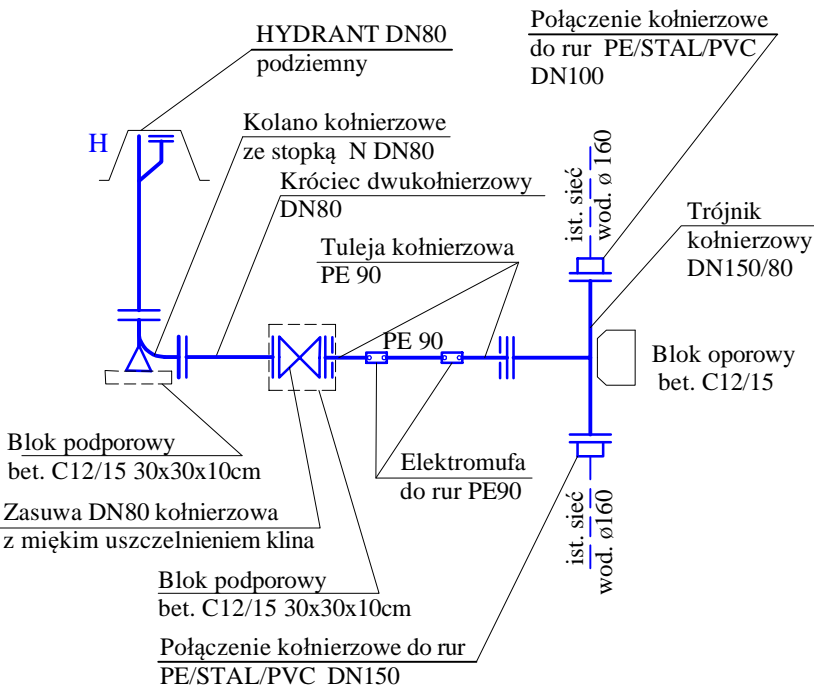 HYDRANT DN80
podziemny
Połączenie kołnierzowe
do rur PE/STAL/PVC
DN100
H
Kolano kołnierzowe
ze stopką N DN80
Króciec dwukołnierzowy
DN80
ist. sieć
wod. ø 160
Trójnik
kołnierzowy
DN150/80
Tuleja kołnierzowa
PE 90
PE 90
Blok oporowy
bet. C12/15
Blok podporowy
bet. C12/15 30x30x10cm
Elektromufa
do rur PE90
Zasuwa DN80 kołnierzowa
z miękim uszczelnieniem klina
ist. sieć
wod. ø160
Blok podporowy
bet. C12/15 30x30x10cm
Połączenie kołnierzowe do rur
PE/STAL/PVC DN150